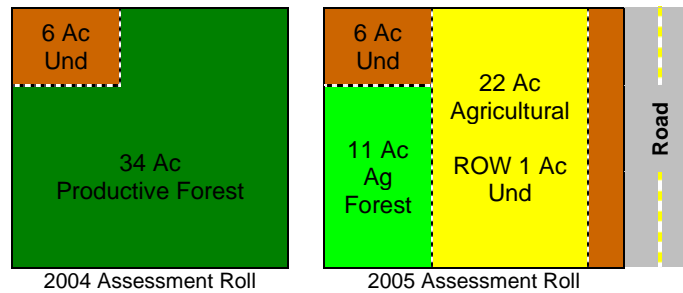 6 Ac
Und
34 Ac
Productive Forest
2004 Assessment Roll
6 Ac
Und
11 Ac
Ag
Forest
22 Ac
Agricultural
ROW 1 Ac
Und
Road
2005 Assessment Roll